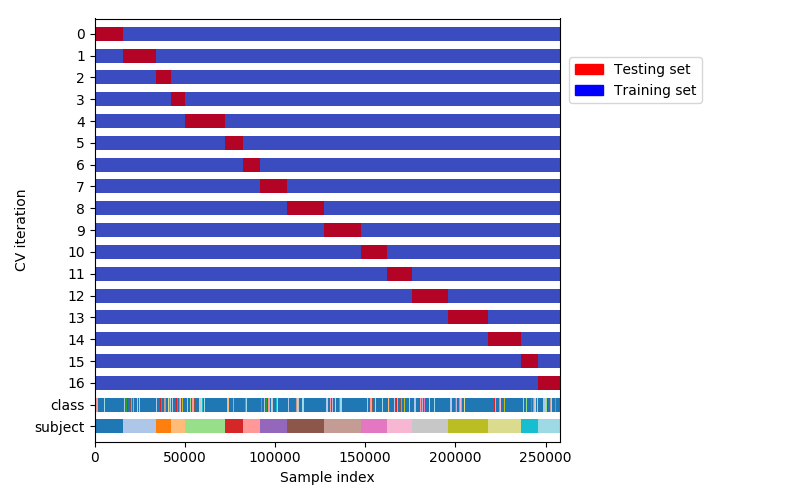 0
1
2
3
4
5
6
7
8
9
10
11
12
13
14
15
16
class
subject
CV iteration
0 50000 100000 150000 200000 250000
Sample index
Testing set
Training set